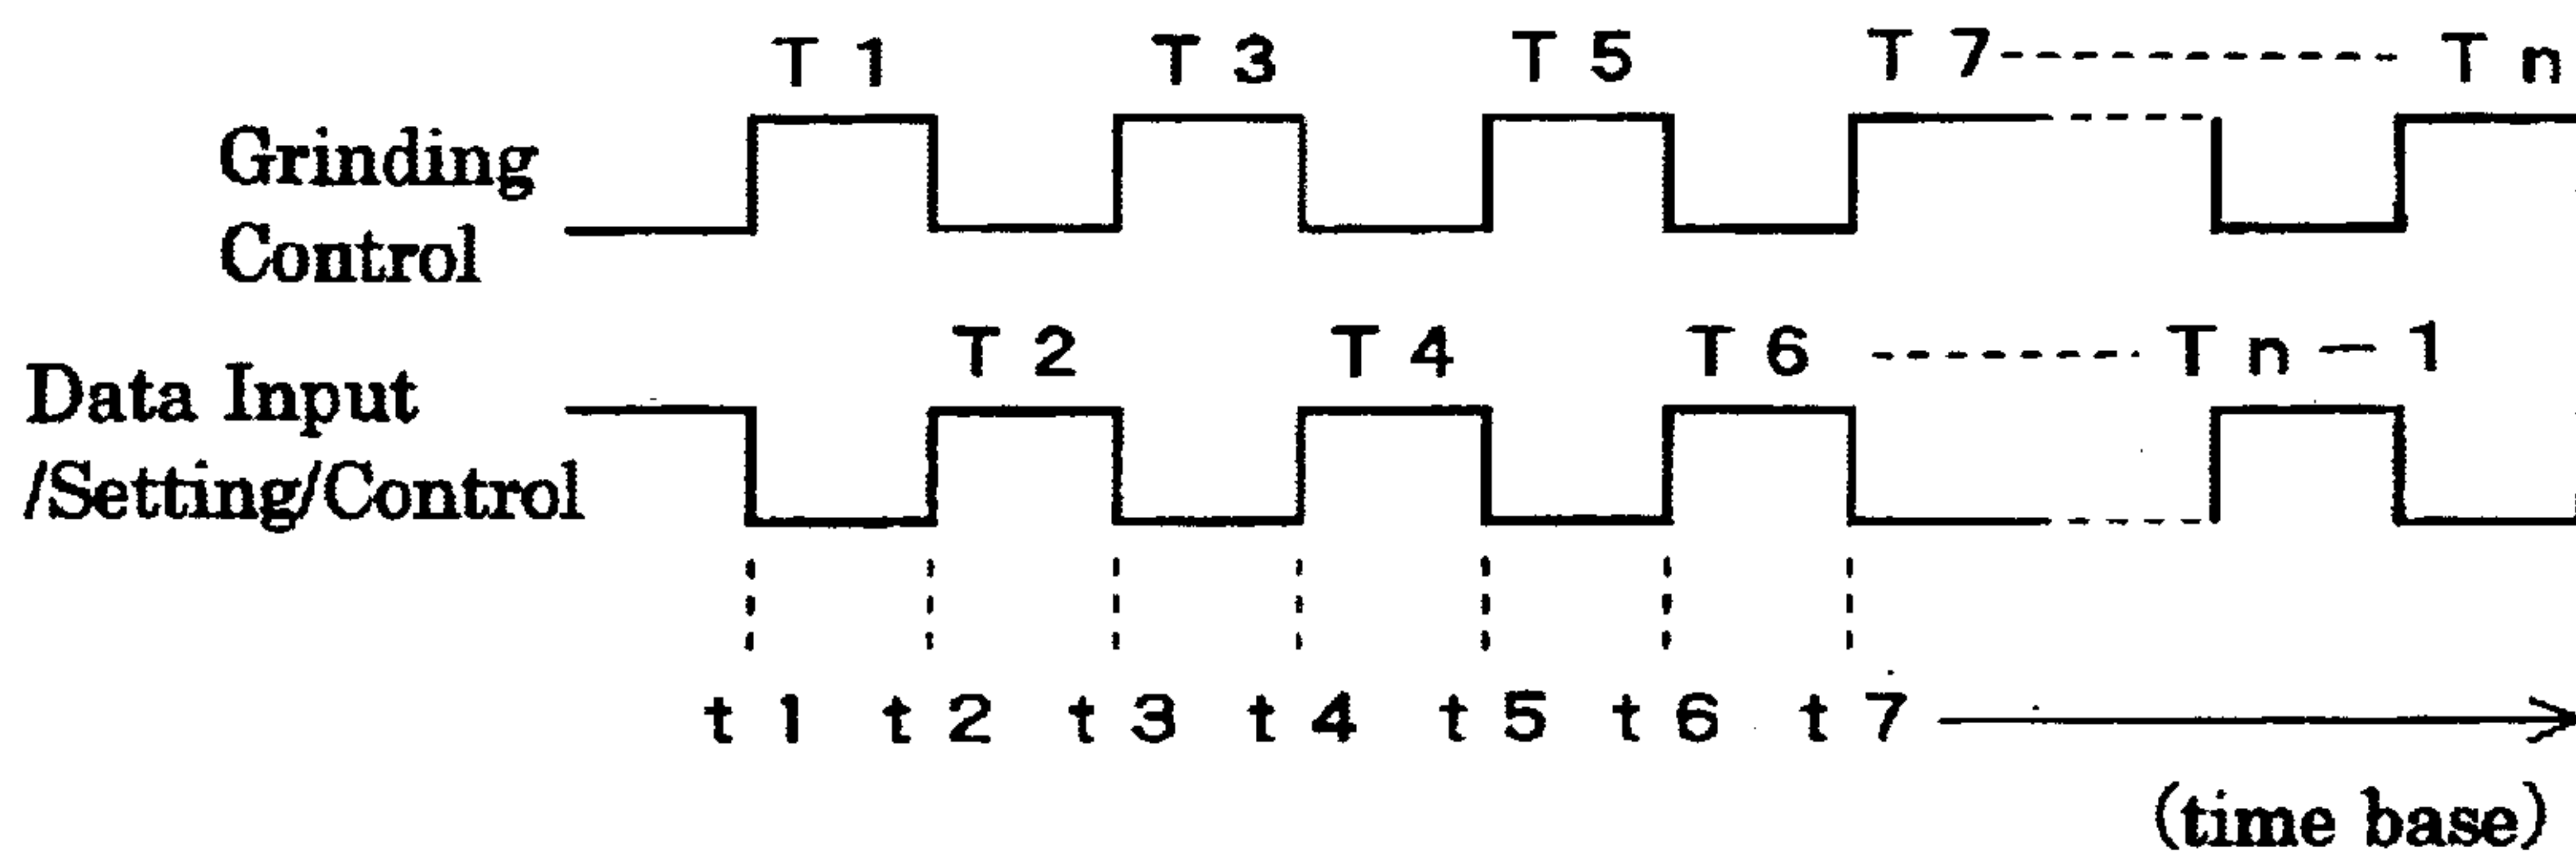 T 1 T 3 T 5 T 7 T n
Grinding
Control
T 2 T 4 T 6 T n - 1
Data Input
/Setting/Control
t 1 t 2 t 3 t 4 t 5 t 6 t 7
(time base)